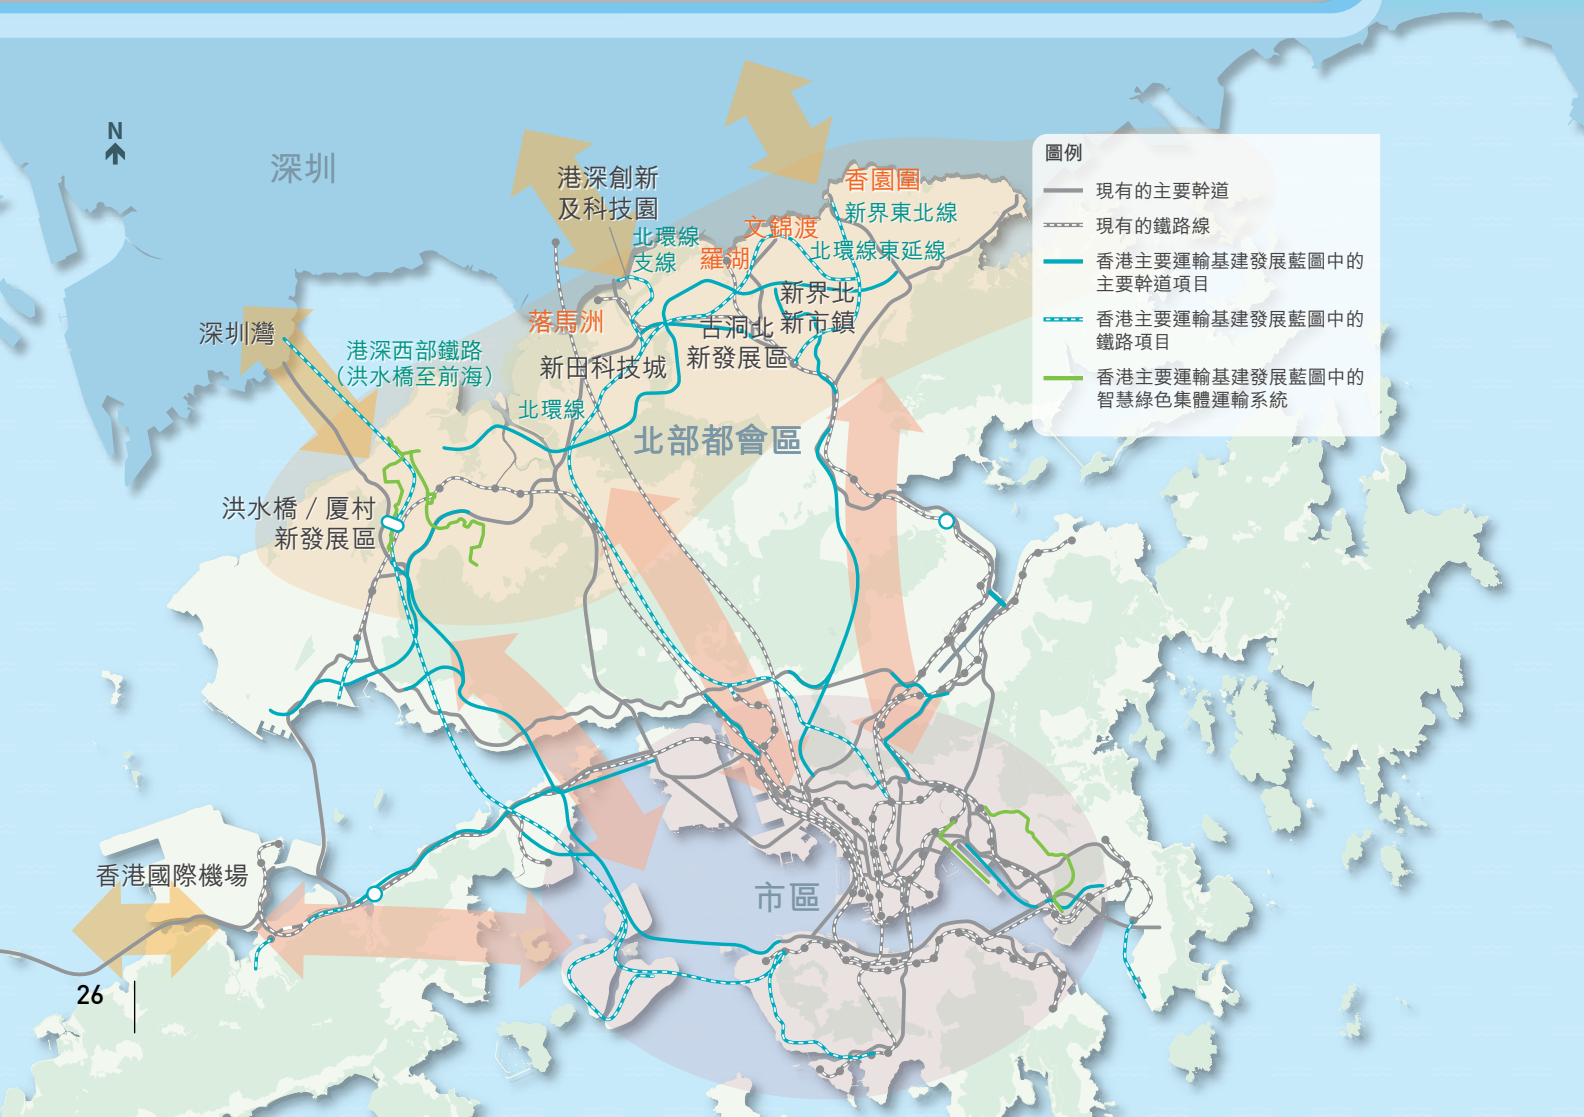 N
深圳
港深創新
及科技園
北環線
支線
羅湖
文錦渡
香園圍
新界東北線
北環線東延線
新界北
新市鎮
古洞北
新發展區
落馬洲
新田科技城
北環線
深圳灣
港深西部鐵路
(洪水橋至前海)
北部都會區
洪水橋 / 厦村
新發展區
香港國際機場
市區
圖例
現有的主要幹道
現有的鐵路線
香港主要運輸基建發展藍圖中的
主要幹道項目
香港主要運輸基建發展藍圖中的
鐵路項目
香港主要運輸基建發展藍圖中的
智慧綠色集體運輸系統
26